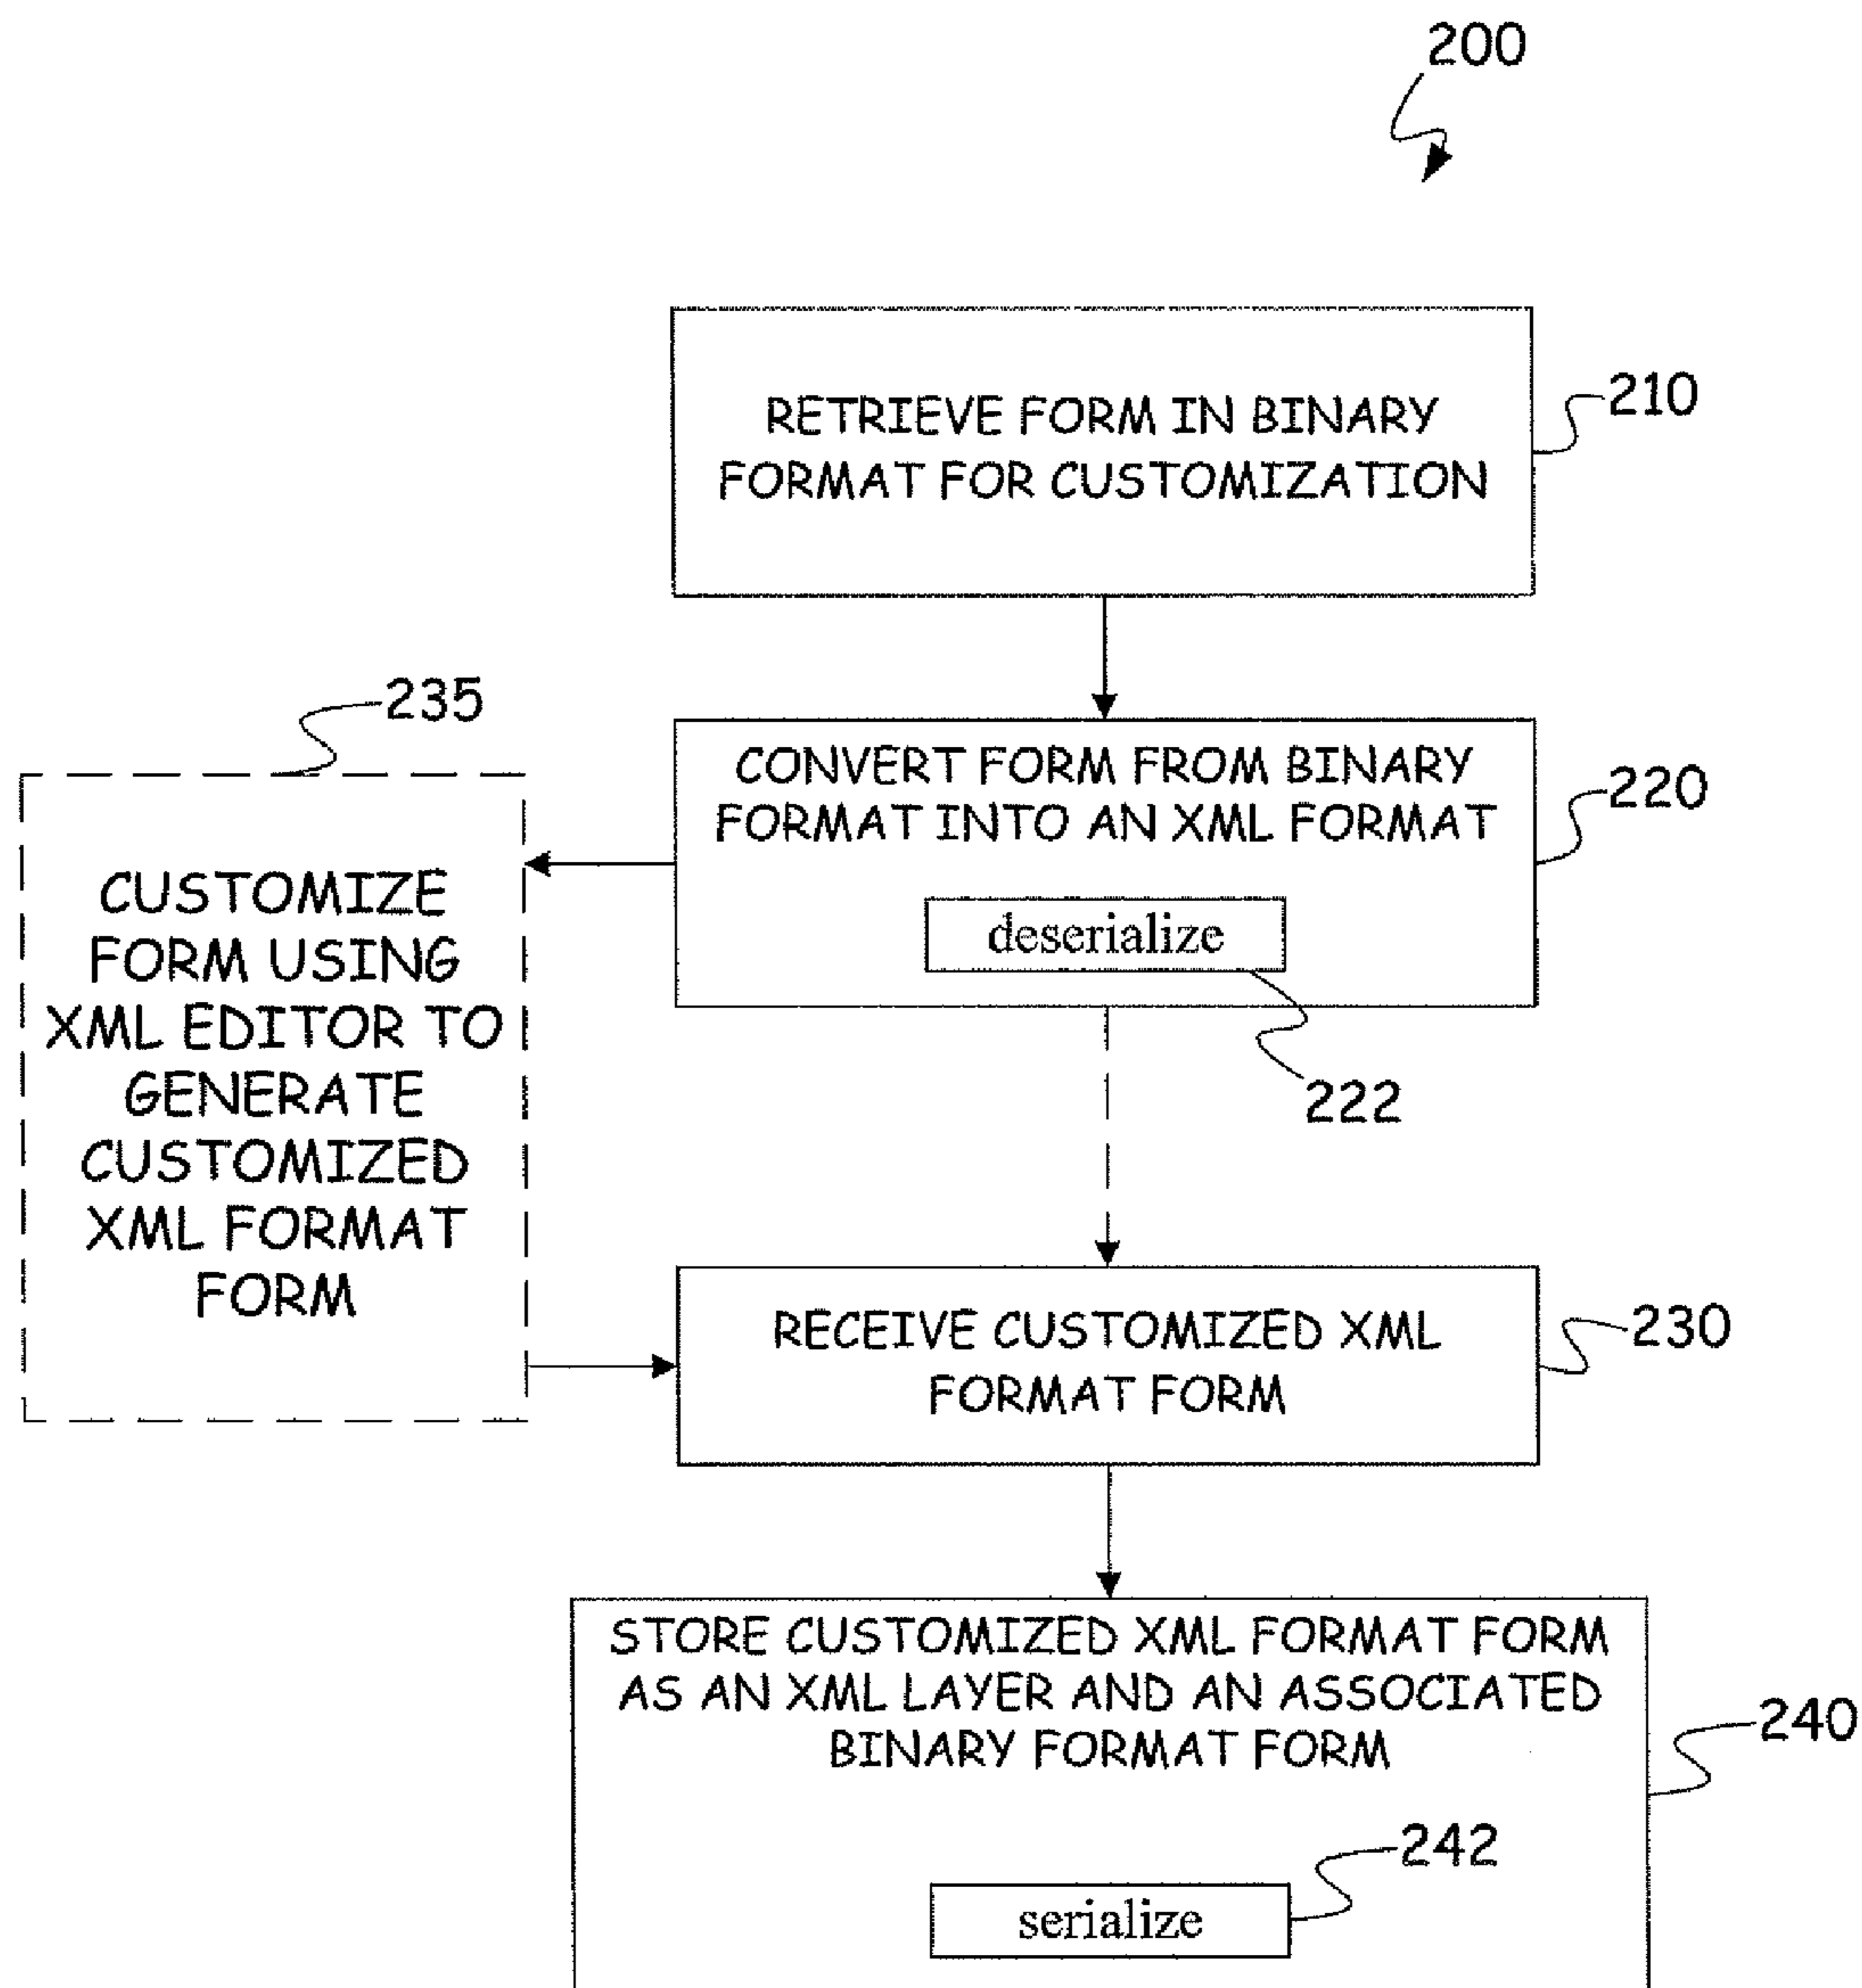 200
RETRIEVE FORM IN BINARY
FORMAT FOR CUSTOMIZATION
210
235
CONVERT FORM FROM BINARY
FORMAT INTO AN XML FORMAT
220
deserialize
222
CUSTOMIZE
FORM USING
XML EDITOR TO
GENERATE
CUSTOMIZED
XML FORMAT
FORM
RECEIVE CUSTOMIZED XML
FORMAT FORM
230
STORE CUSTOMIZED XML FORMAT FORM
AS AN XML LAYER AND AN ASSOCIATED
BINARY FORMAT FORM
240
242
serialize